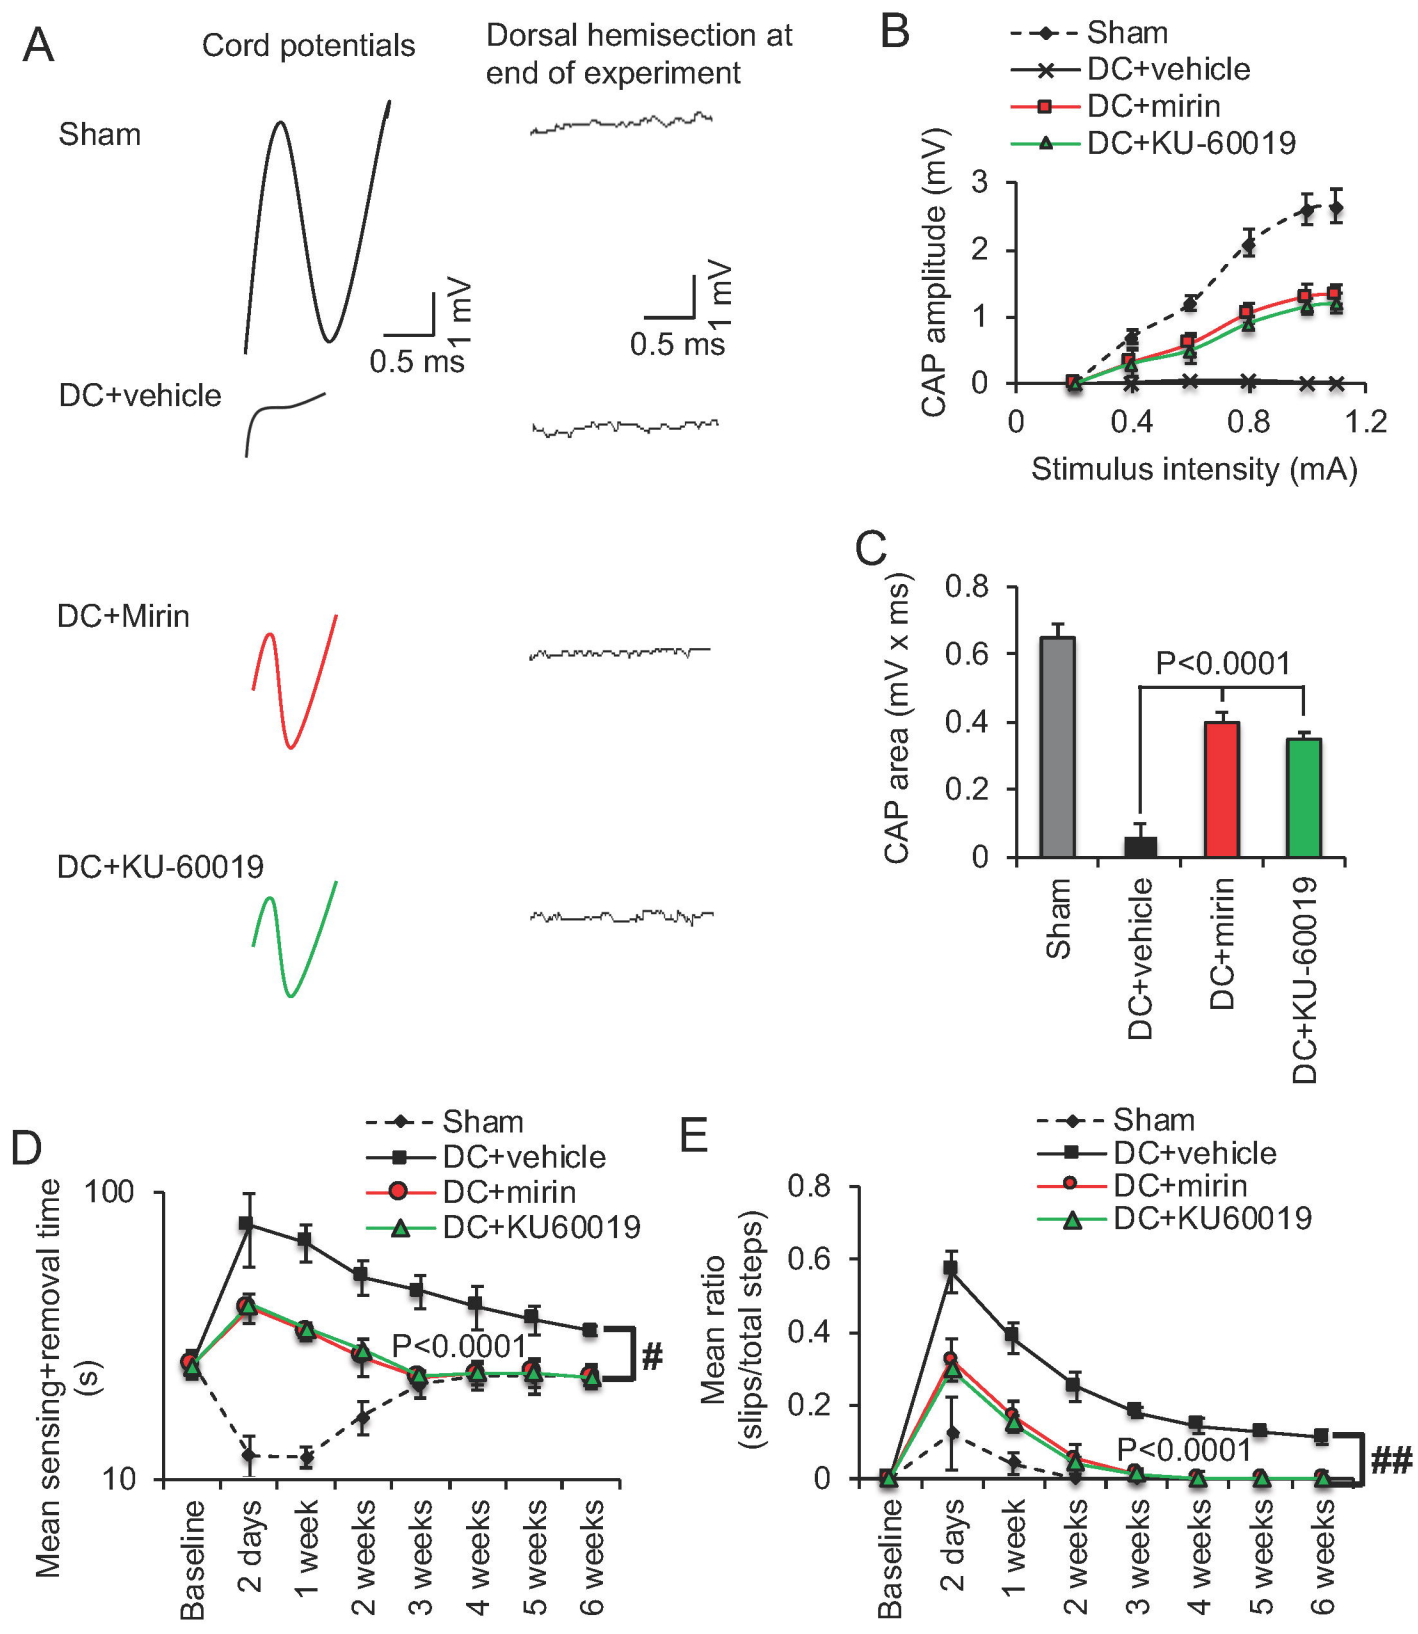 A
Cord potentials
Dorsal hemisection at
end of experiment
Sham
1 mV
0.5 ms
1 mV
0.5 ms
DC+vehicle
DC+Mirin
DC+KU-60019
B
Sham
DC+vehicle
DC+mirin
DC+KU-60019
CAP amplitude (mV)
3
2
1
0
0
0.4
0.8
1.2
Stimulus intensity (mA)
C
CAP area (mV x ms)
0.8
0.6
0.4
0.2
0
P<0.0001
Sham
DC+vehicle
DC+mirin
DC+KU-60019
D
Sham
DC+vehicle
DC+mirin
DC+KU60019
Mean sensing+removal time
(s)
100
10
P<0.0001
#
Baseline
2 days
1 week
2 weeks
3 weeks
4 weeks
5 weeks
6 weeks
E
Sham
DC+vehicle
DC+mirin
DC+KU60019
Mean ratio
(slips/total steps)
0.8
0.6
0.4
0.2
0
P<0.0001
##
Baseline
2 days
1 week
2 weeks
3 weeks
4 weeks
5 weeks
6 weeks